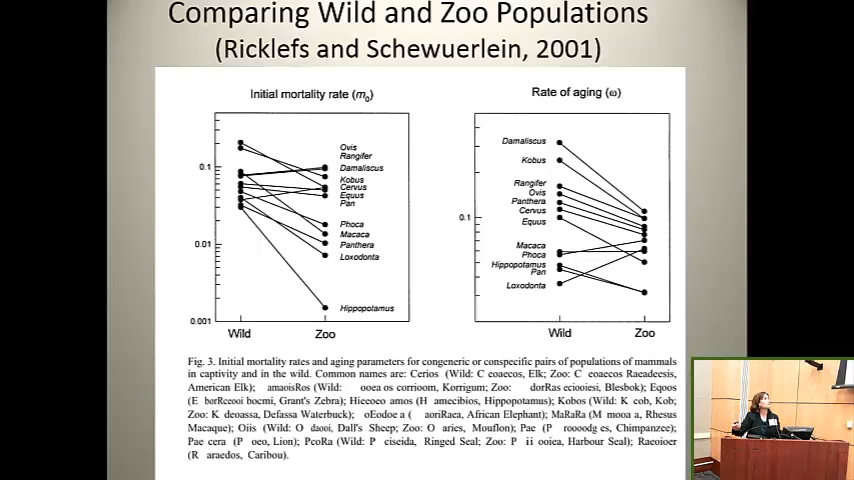 Comparing Wild and Zoo Populations
(Ricklefs and Schewuerlein, 2001)
Initial mortality rate (m0)
0.1
0.01
0.001
Ovis
Rangifer
Damaliscus
Kobus
Cervus
Equus
Pan
Phoca
Macaca
Panthera
Loxodonta
Hippopotamus
Wild Zoo
Rate of aging (ω)
0.1
Damaliscus
Kobus
Rangifer
Ovis
Panthera
Cervus
Equus
Macaca
Phoca
Hippopotamus
Pan
Loxodonta
Wild Zoo
Fig. 3. Initial mortality rates and aging parameters for congeneric or conspecific pairs of populations of mammals
in captivity and in the wild. Common names are: Cerios (Wild: C coaecos, Elk; Zoo: C eoaecos Raeadeesis,
American Elk); amaoisRos (Wild: ooea os corrioom, Korrigum; Zoo: dorRas eciooiesi, Blesbok); Eqoos
(E borRceooi bocmi, Grant's Zebra); Hieoeeo amos (H amecibios, Hippopotamus); Kobos (Wild: K cob, Kob;
Zoo: K deoassa, Defassa Waterbuck); oEodoe a ( aoriRaea, African Elephant); MaRaRa (M mooa a, Rhesus
Macaque); Oiis (Wild: O daooi, Dall's Sheep; Zoo: O aries, Mouflon); Pae (P roooodg es, Chimpanzee);
Pae cera (P oeo, Lion); PcoRa (Wild: P ciseida, Ringed Seal; Zoo: P ii ooiea, Harbour Seal); Raeoioer
(R araedos, Caribou).